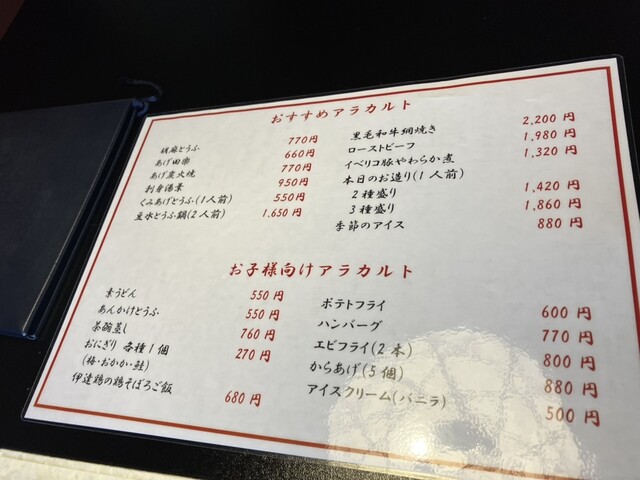 おすすめアラカルト
胡麻とうふ 770円
あげ田楽 660円
あげ炭火焼 770円
刺身湯葉 950円
くみあげとうふ(1人前) 550円
豆水とうふ鍋(2人前) 1,650円
黒毛和牛網焼き 2,200円
ローストビーフ 1,980円
イベリコ豚やわらか煮 1,320円
本日のお造り(1人前)
2種盛り 1,420円
3種盛り 1,860円
季節のアイス 880円
お子様向けアラカルト
素うどん 550円
あんかけとうふ 550円
茶碗蒸し 760円
おにぎり 各種1個 270円
(梅・おかか・鮭)
伊達鶏の鶏そぼろご飯 680円
ポテトフライ 600円
ハンバーグ 770円
エビフライ(2本) 800円
からあげ(5個) 880円
アイスクリーム(バニラ) 500円